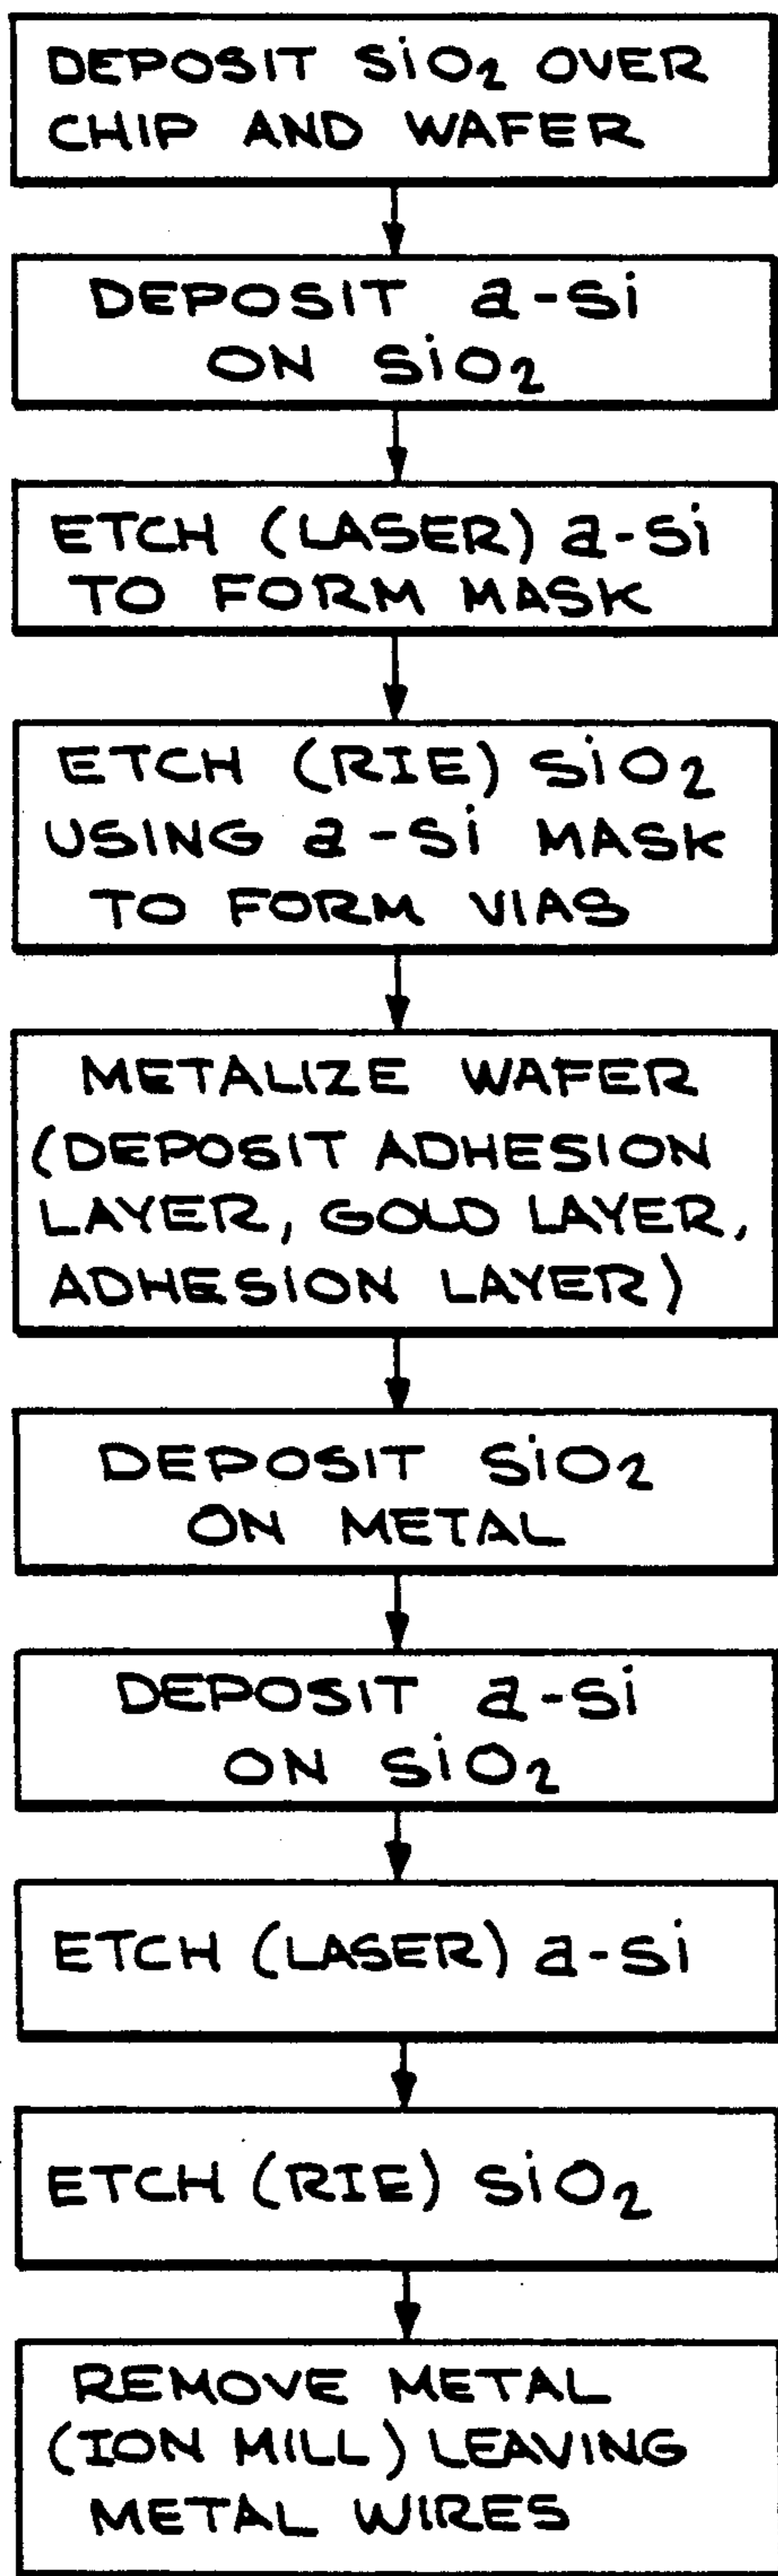 DEPOSIT SiO2 OVER
CHIP AND WAFER
DEPOSIT a-Si
ON SiO2
ETCH (LASER) a-Si
TO FORM MASK
ETCH (RIE) SiO2
USING a-Si MASK
TO FORM VIAS
METALIZE WAFER
(DEPOSIT ADHESION
LAYER, GOLD LAYER,
ADHESION LAYER)
DEPOSIT SiO2
ON METAL
DEPOSIT a-Si
ON SiO2
ETCH (LASER) a-Si
ETCH (RIE) SiO2
REMOVE METAL
(ION MILL) LEAVING
METAL WIRES